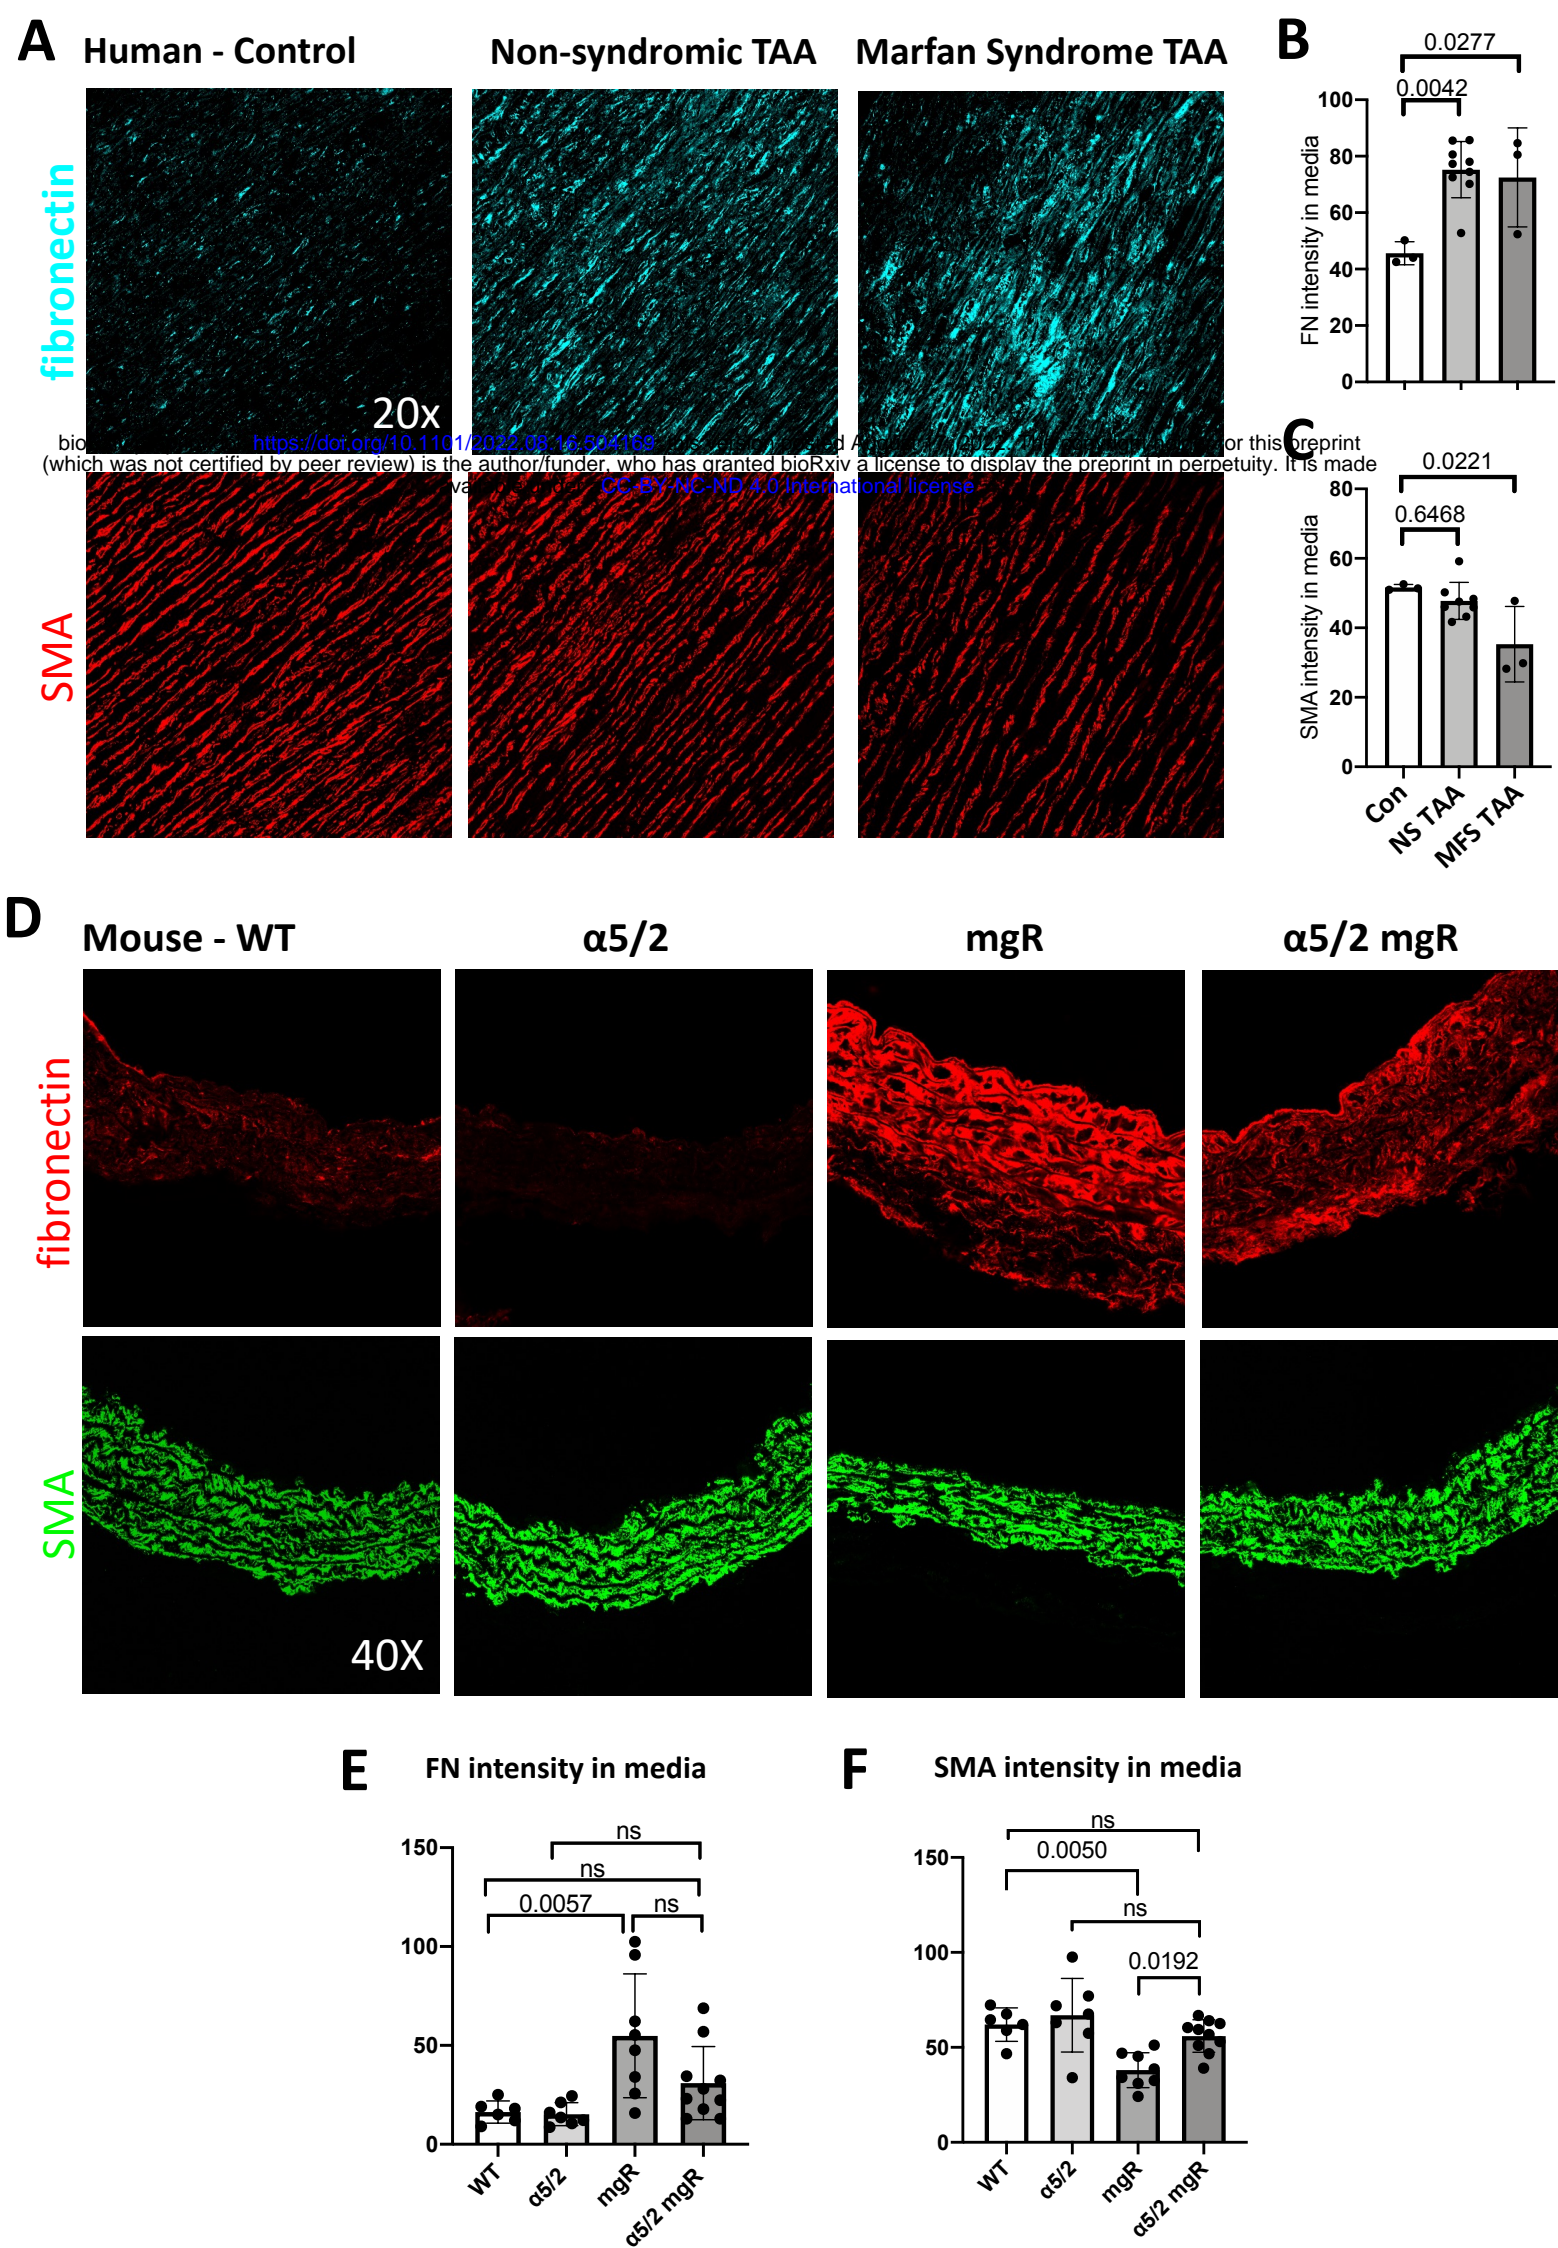 A
Human - Control
Non-syndromic TAA
Marfan Syndrome TAA
fibronectin
20x
SMA
B
0.0277
0.0042
FN intensity in media
100
80
60
40
20
0
bio
https://doi.org/10.1101/2022.08.16.504169
d A
or this preprint
(which was not certified by peer review) is the author/funder, who has granted bioRxiv a license to display the preprint in perpetuity. It is made
va
CC-BY-NC-ND 4.0 International license
C
0.0221
0.6468
SMA intensity in media
80
60
40
20
0
Con
NS TAA
MFS TAA
D
Mouse - WT
α5/2
mgR
α5/2 mgR
fibronectin
SMA
40X
E
FN intensity in media
ns
ns
0.0057
ns
150
100
50
0
WT
α5/2
mgR
α5/2 mgR
F
SMA intensity in media
ns
0.0050
ns
0.0192
150
100
50
0
WT
α5/2
mgR
α5/2 mgR